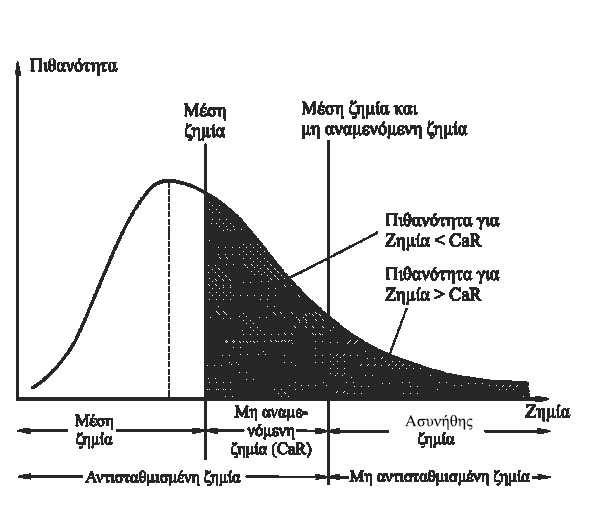 Πιθανότητα
Μέση
ζημία
Μέση ζημία και
μη αναμενόμενη ζημία
Πιθανότητα για
Ζημία < CaR
Πιθανότητα για
Ζημία > CaR
Ζημία
Μέση
ζημία
Μη αναμε-
νόμενη
ζημία (CaR)
Ασυνήθης
ζημία
Αντισταθμισμένη ζημία
Μη αντισταθμισμένη ζημία